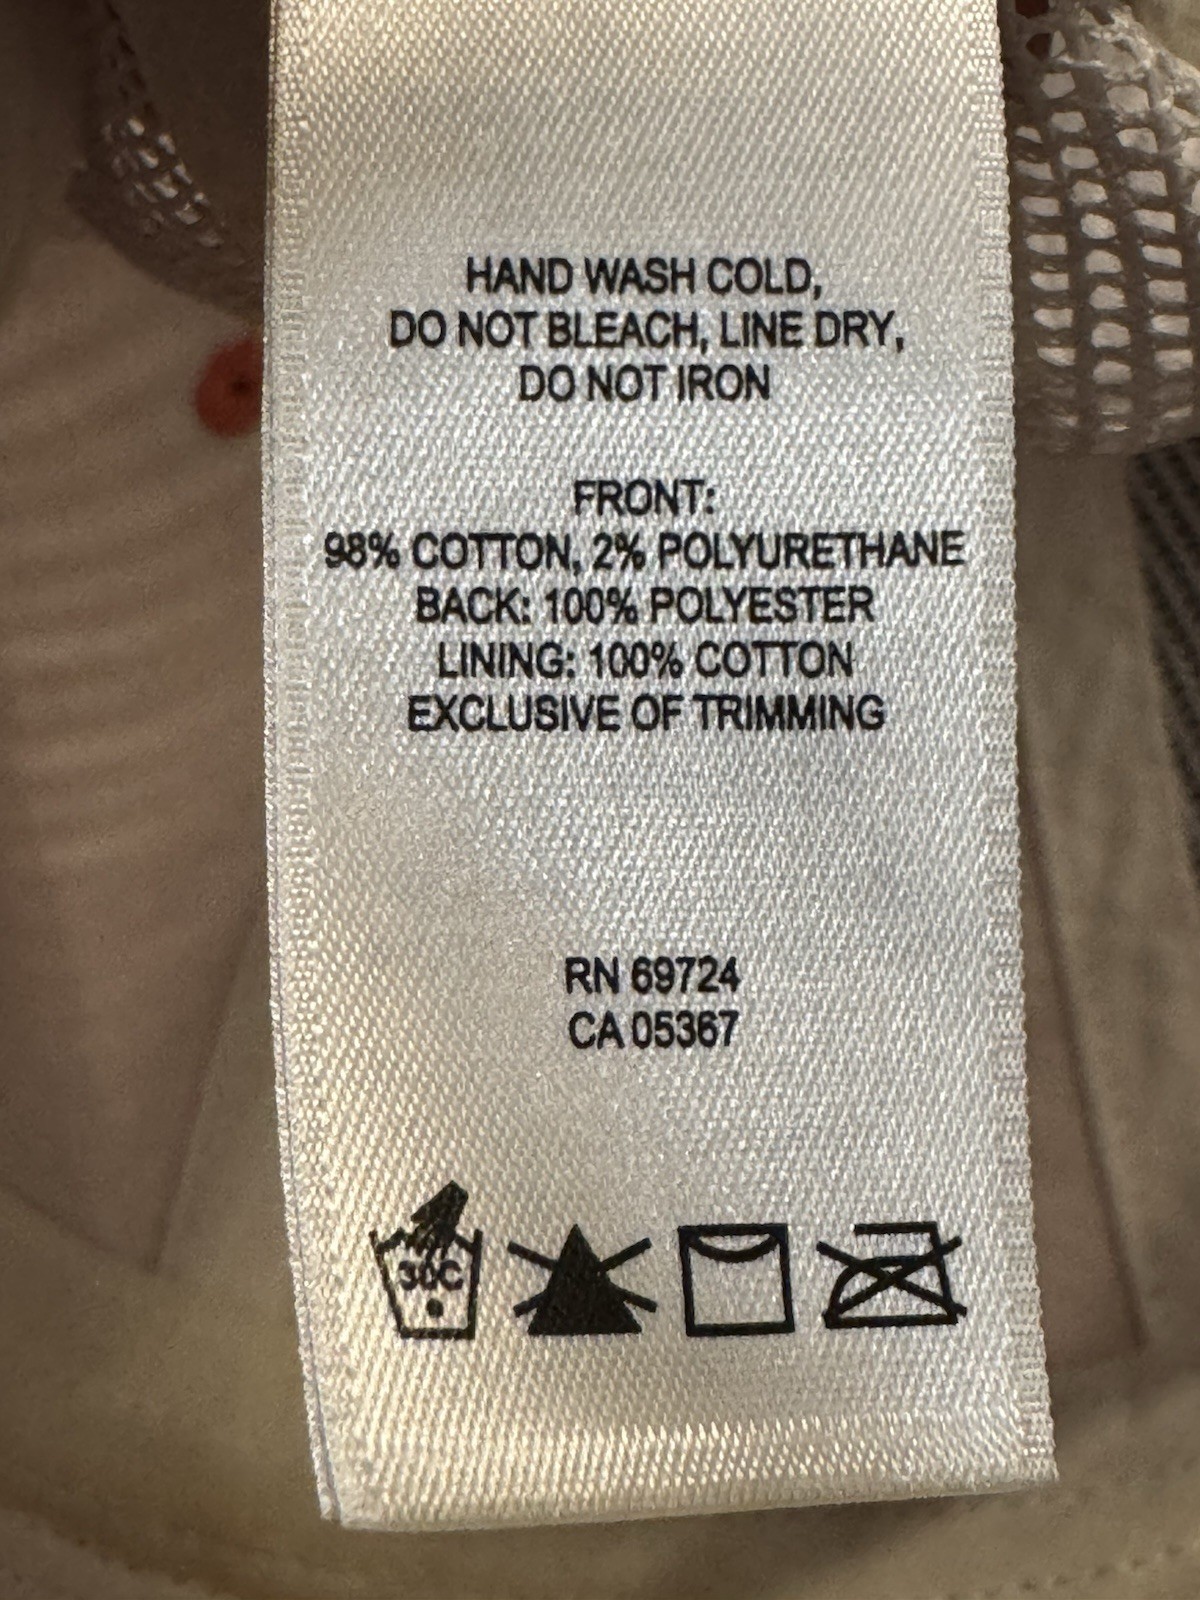 HAND WASH COLD,
DO NOT BLEACH, LINE DRY,
DO NOT IRON
FRONT:
98% COTTON, 2% POLYURETHANE
BACK: 100% POLYESTER
LINING: 100% COTTON
EXCLUSIVE OF TRIMMING
RN 69724
CA 05367
30C